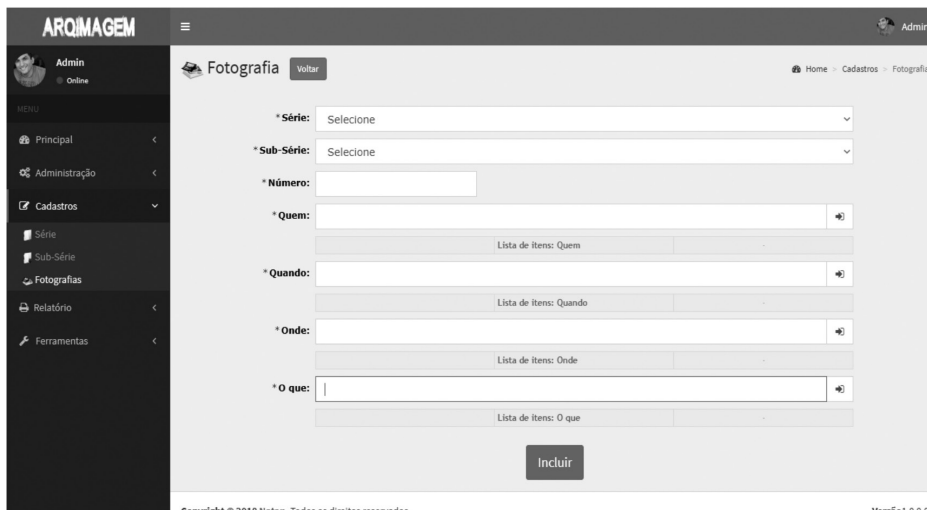 ARQIMAGEM
Admin
Admin
Online
Fotografia
Voltar
Home > Cadastros > Fotografia
MENU
Principal
Administração
Cadastros
Série
Sub-Série
Fotografias
Relatório
Ferramentas
*Série:
Selecione
*Sub-Série:
Selecione
*Número:
*Quem:
Lista de itens: Quem
*Quando:
Lista de itens: Quando
*Onde:
Lista de itens: Onde
*O que:
Lista de itens: O que
Incluir